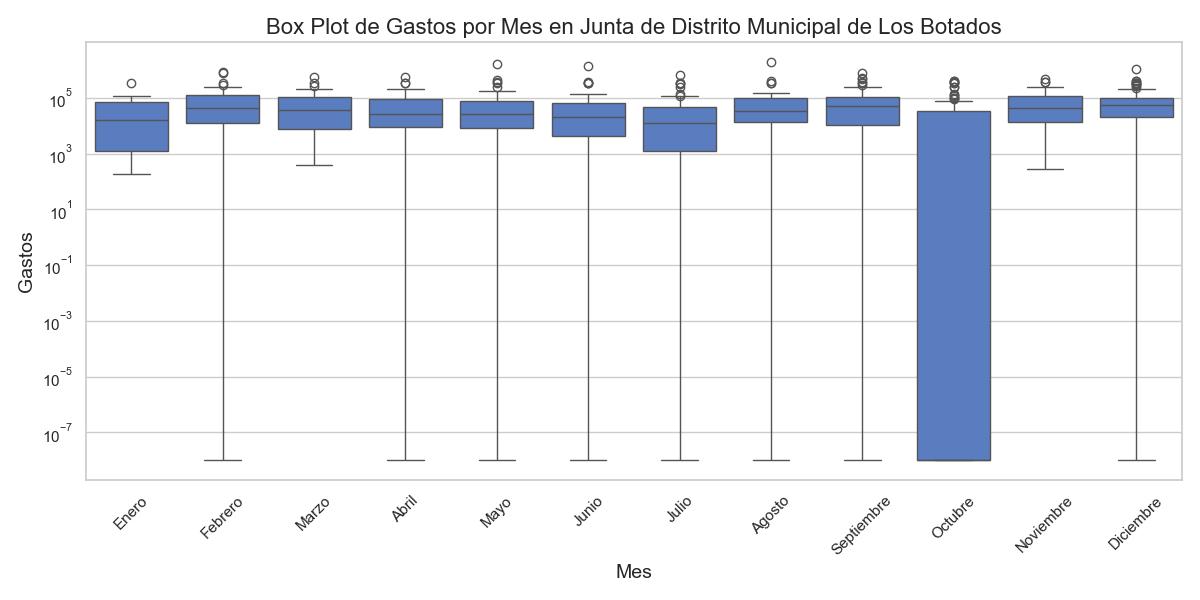 Box Plot de Gastos por Mes en Junta de Distrito Municipal de Los Botados
10^5
10^3
10^1
10^−1
10^−3
10^−5
10^−7
Gastos
Enero
Febrero
Marzo
Abril
Mayo
Junio
Julio
Agosto
Septiembre
Octubre
Noviembre
Diciembre
Mes